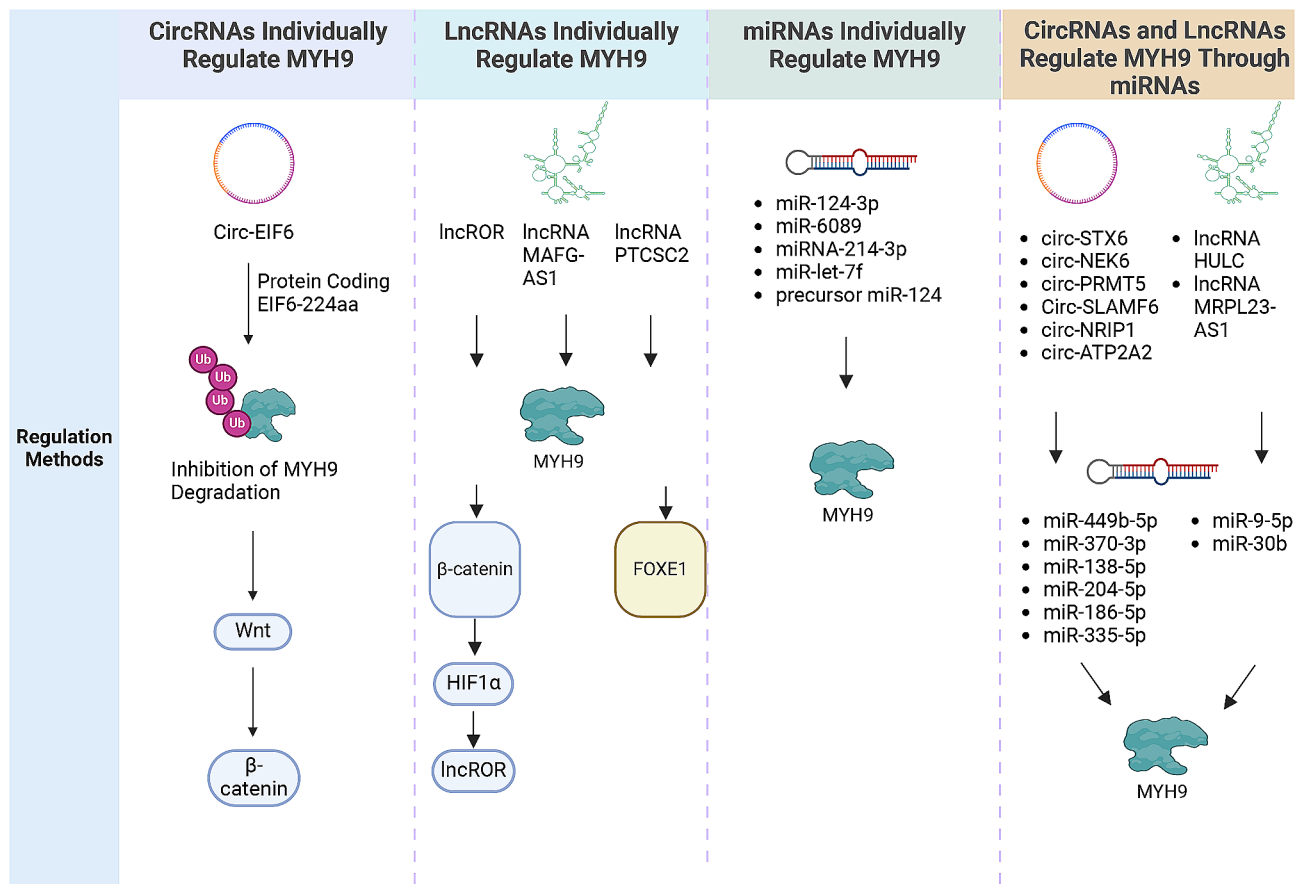 CircRNAs Individually
Regulate MYH9
LncRNAs Individually
Regulate MYH9
miRNAs Individually
Regulate MYH9
CircRNAs and LncRNAs
Regulate MYH9 Through
miRNAs
Regulation
Methods
Circ-EIF6
Protein Coding
EIF6-224aa
Ub
Ub
Ub
Ub
Inhibition of MYH9
Degradation
Wnt
β-
catenin
lncROR
lncRNA
MAFG-
AS1
lncRNA
PTCSC2
MYH9
β-catenin
FOXE1
HIF1α
lncROR
• miR-124-3p
• miR-6089
• miRNA-214-3p
• miR-let-7f
• precursor miR-124
MYH9
• circ-STX6
• circ-NEK6
• circ-PRMT5
• Circ-SLAMF6
• circ-NRIP1
• circ-ATP2A2
• lncRNA
HULC
• lncRNA
MRPL23-
AS1
• miR-449b-5p
• miR-370-3p
• miR-138-5p
• miR-204-5p
• miR-186-5p
• miR-335-5p
• miR-9-5p
• miR-30b
MYH9